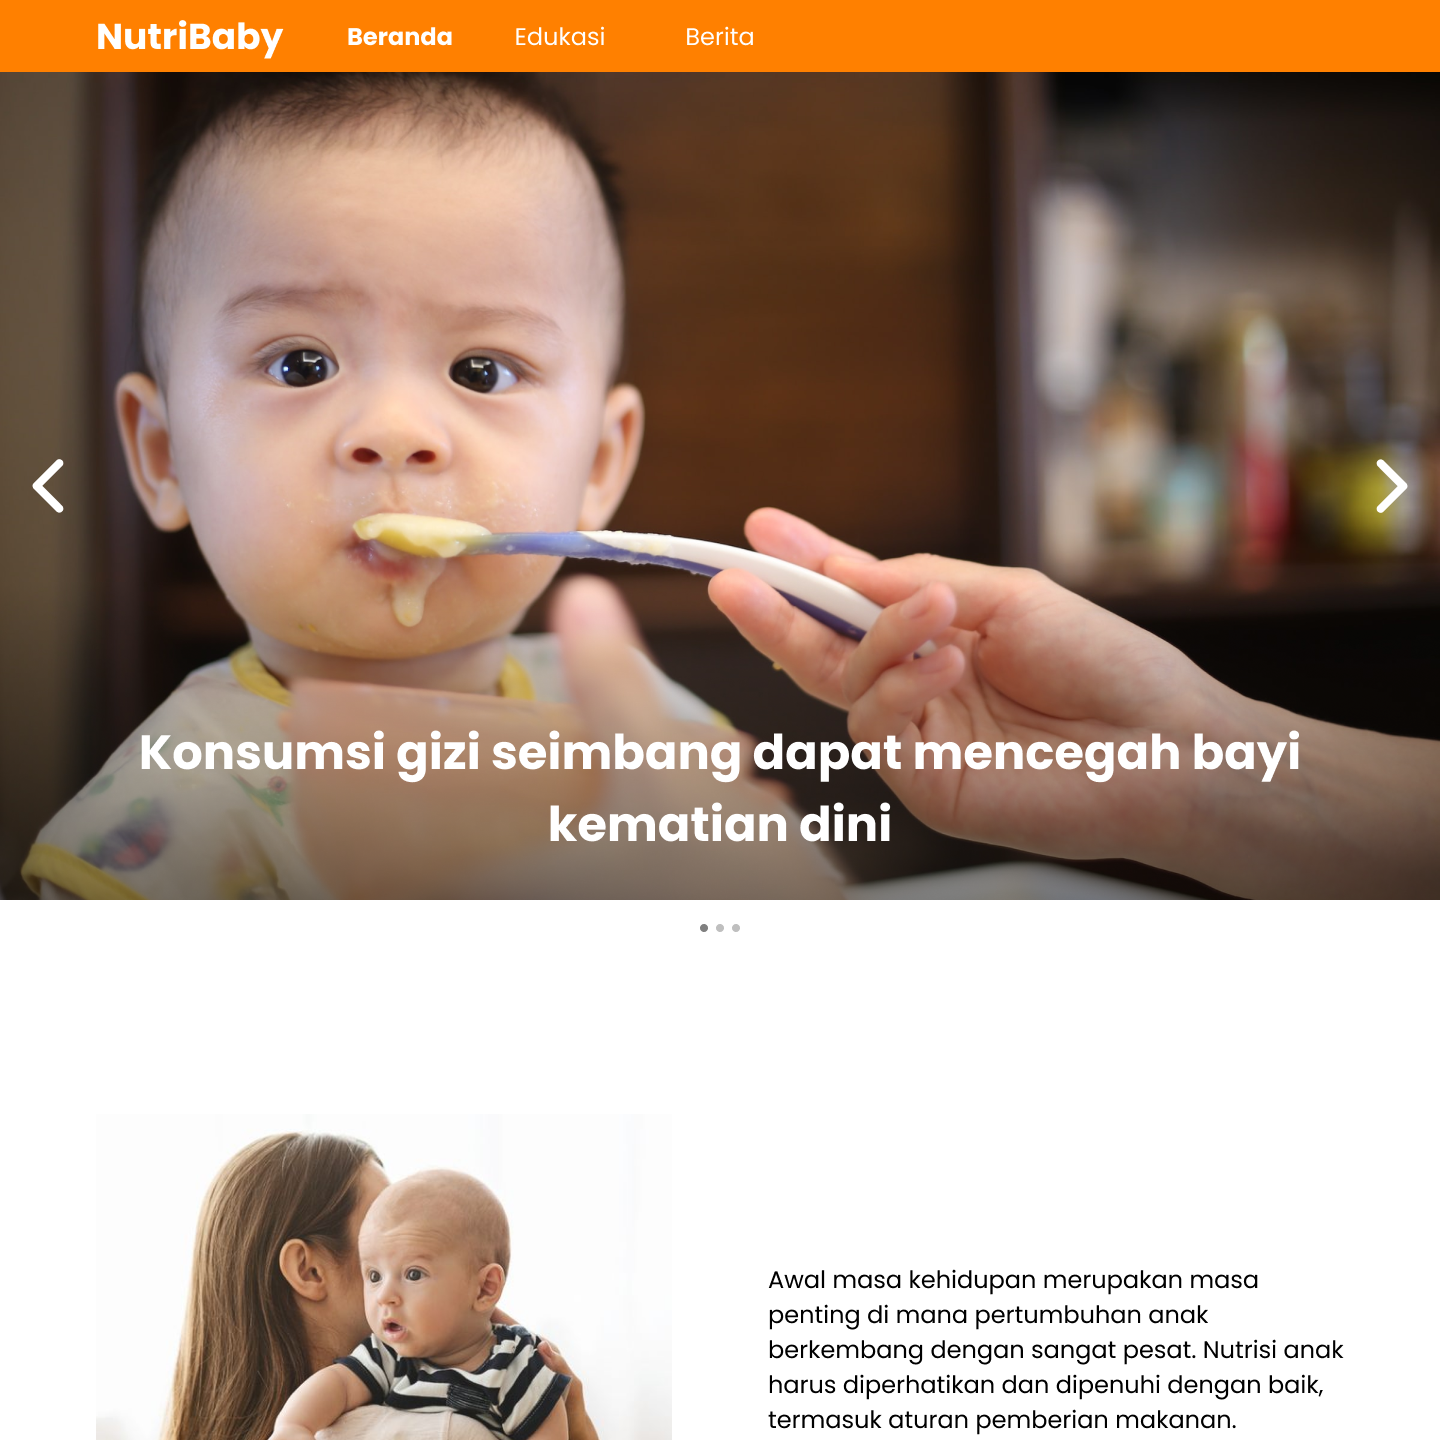 NutriBaby Beranda Edukasi Berita
Konsumsi gizi seimbang dapat mencegah bayi
kematian dini
Awal masa kehidupan merupakan masa
penting di mana pertumbuhan anak
berkembang dengan sangat pesat. Nutrisi anak
harus diperhatikan dan dipenuhi dengan baik,
termasuk aturan pemberian makanan.